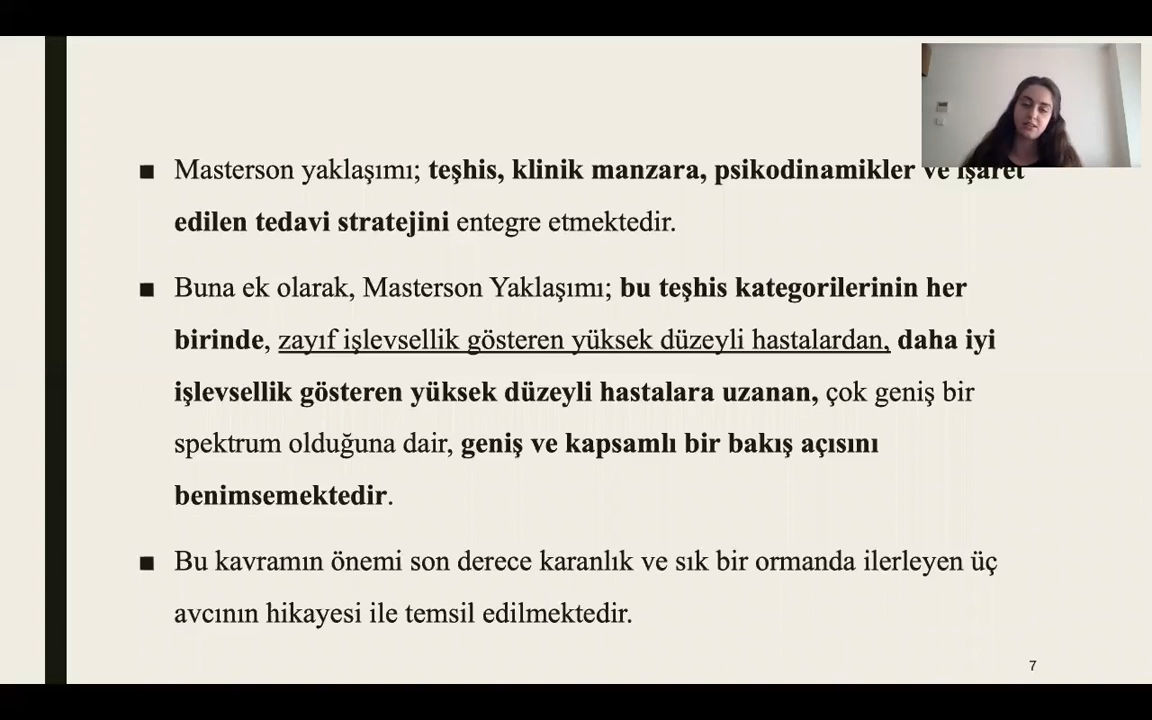 ■ Masterson yaklaşımı; teşhis, klinik manzara, psikodinamikler ve işaret
edilen tedavi stratejini entegre etmektedir.
■ Buna ek olarak, Masterson Yaklaşımı; bu teşhis kategorilerinin her
birinde, zayıf işlevsellik gösteren yüksek düzeyli hastalardan, daha iyi
işlevsellik gösteren yüksek düzeyli hastalara uzanan, çok geniş bir
spektrum olduğuna dair, geniş ve kapsamlı bir bakış açısını
benimsemektedir.
■ Bu kavramın önemi son derece karanlık ve sık bir ormanda ilerleyen üç
avcının hikayesi ile temsil edilmektedir.
7